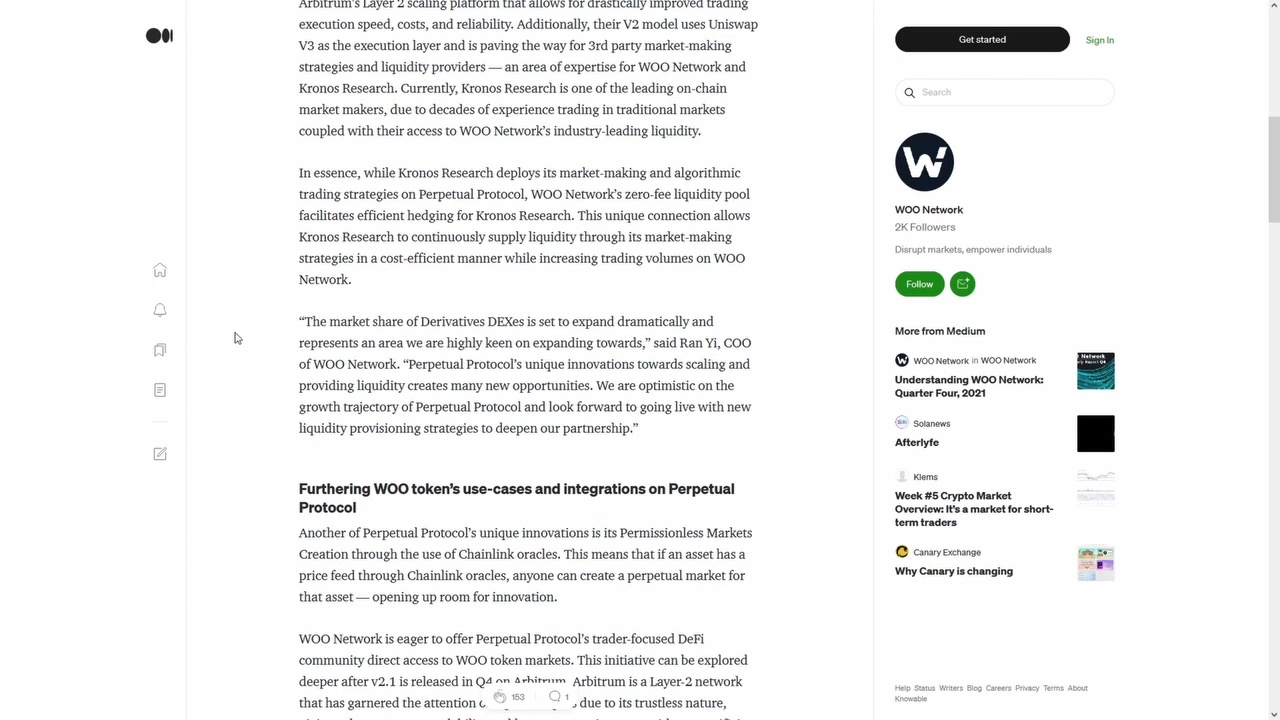 Arbitrum's Layer 2 scaling platform that allows for drastically improved trading
execution speed, costs, and reliability. Additionally, their V2 model uses Uniswap
V3 as the execution layer and is paving the way for 3rd party market-making
strategies and liquidity providers — an area of expertise for WOO Network and
Kronos Research. Currently, Kronos Research is one of the leading on-chain
market makers, due to decades of experience trading in traditional markets
coupled with their access to WOO Network's industry-leading liquidity.
In essence, while Kronos Research deploys its market-making and algorithmic
trading strategies on Perpetual Protocol, WOO Network's zero-fee liquidity pool
facilitates efficient hedging for Kronos Research. This unique connection allows
Kronos Research to continuously supply liquidity through its market-making
strategies in a cost-efficient manner while increasing trading volumes on WOO
Network.
“The market share of Derivatives DEXes is set to expand dramatically and
represents an area we are highly keen on expanding towards,” said Ran Yi, COO
of WOO Network. “Perpetual Protocol's unique innovations towards scaling and
providing liquidity creates many new opportunities. We are optimistic on the
growth trajectory of Perpetual Protocol and look forward to going live with new
liquidity provisioning strategies to deepen our partnership.”
Furthering WOO token's use-cases and integrations on Perpetual
Protocol
Another of Perpetual Protocol's unique innovations is its Permissionless Markets
Creation through the use of Chainlink oracles. This means that if an asset has a
price feed through Chainlink oracles, anyone can create a perpetual market for
that asset — opening up room for innovation.
WOO Network is eager to offer Perpetual Protocol's trader-focused DeFi
community direct access to WOO token markets. This initiative can be explored
deeper after v2.1 is released in Q4 on Arbitrum. Arbitrum is a Layer-2 network
that has garnered the attention of due to its trustless nature,
153 1
Get started Sign In
Search
WOO Network
2K Followers
Disrupt markets, empower individuals
Follow
More from Medium
WOO Network in WOO Network
Understanding WOO Network:
Quarter Four, 2021
Solanews
Afterlyfe
Klems
Week #5 Crypto Market
Overview: It's a market for short-
term traders
Canary Exchange
Why Canary is changing
Help Status Writers Blog Careers Privacy Terms About
Knowable